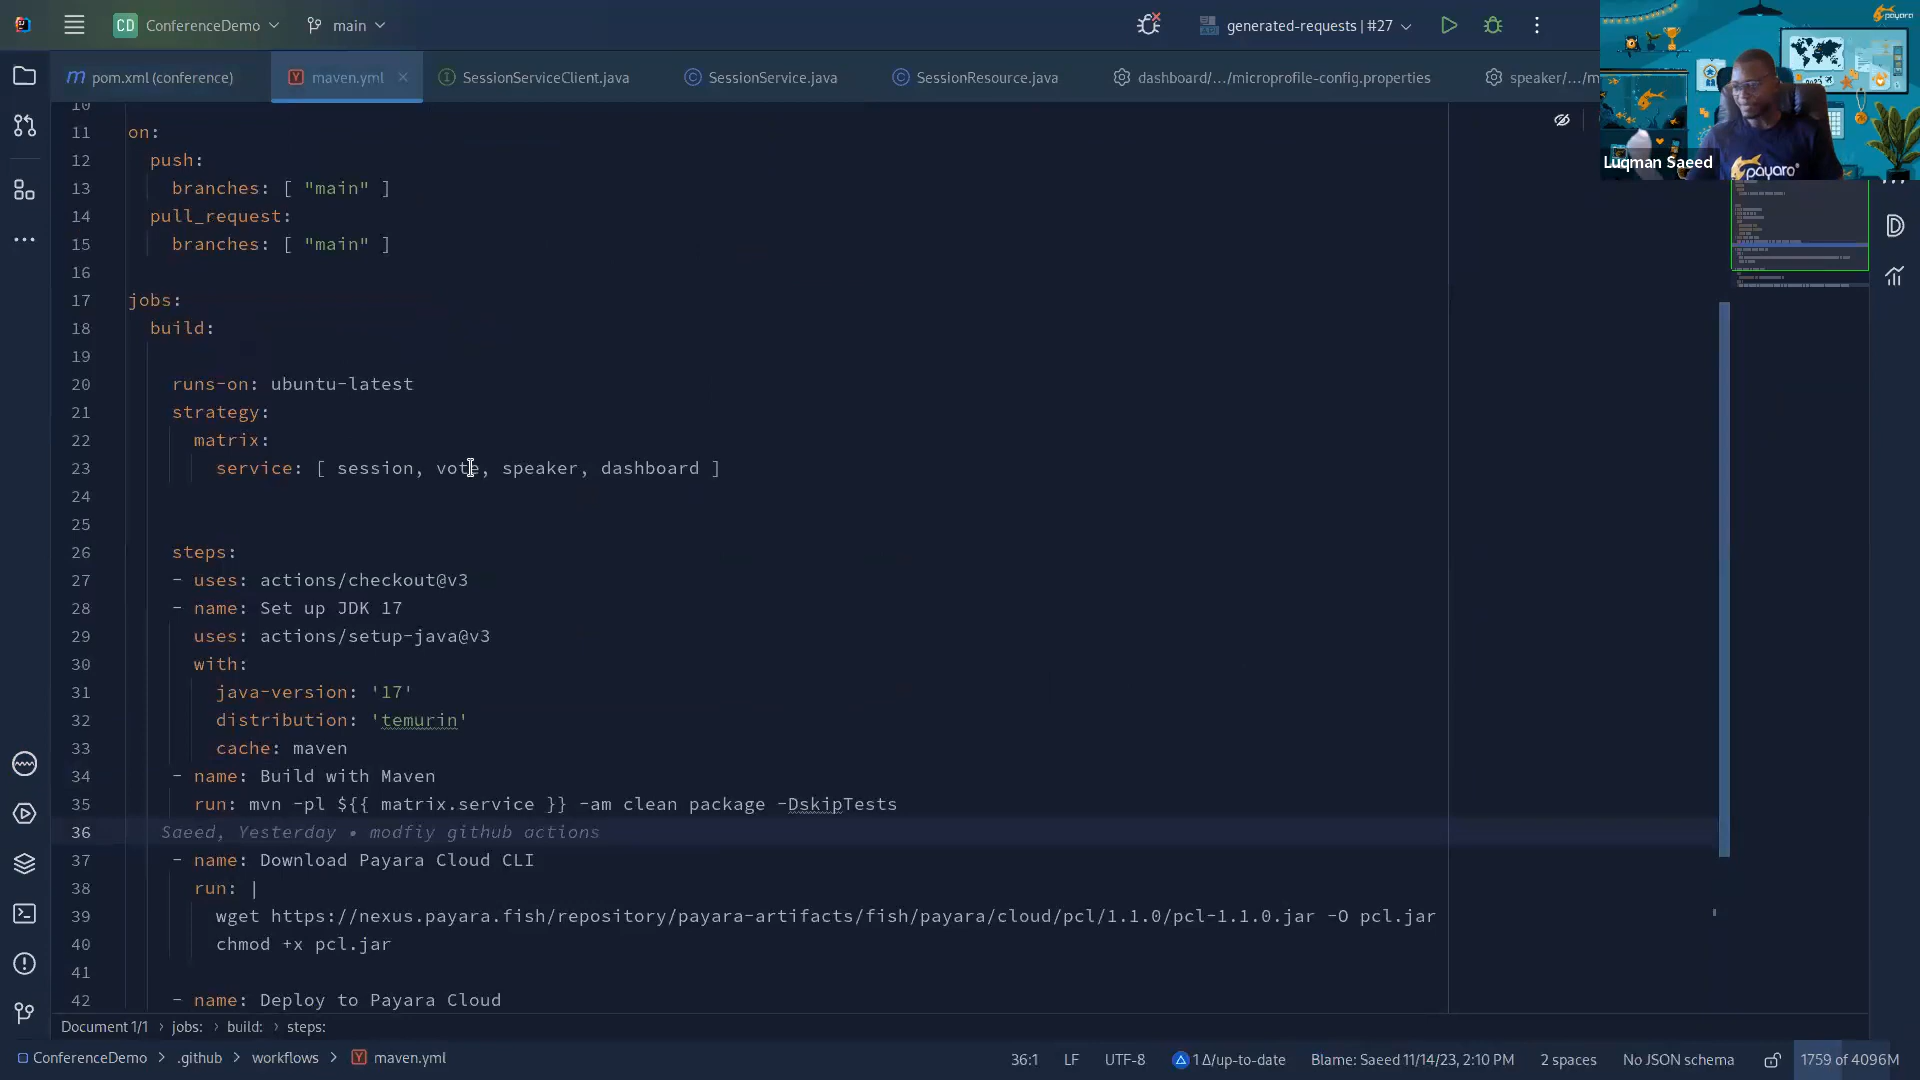 CD ConferenceDemo
main
generated-requests | #27
pom.xml (conference)
maven.yml
SessionServiceClient.java
SessionService.java
SessionResource.java
dashboard/.../microprofile-config.properties
speaker/.../m
payara
Luqman Saeed
payara
10
11 on:
12 push:
13 branches: [ "main" ]
14 pull_request:
15 branches: [ "main" ]
16
17 jobs:
18 build:
19
20 runs-on: ubuntu-latest
21 strategy:
22 matrix:
23 service: [ session, vote, speaker, dashboard ]
24
25
26 steps:
27 - uses: actions/checkout@v3
28 - name: Set up JDK 17
29 uses: actions/setup-java@v3
30 with:
31 java-version: '17'
32 distribution: 'temurin'
33 cache: maven
34 - name: Build with Maven
35 run: mvn -pl ${{ matrix.service }} -am clean package -DskipTests
36 Saeed, Yesterday • modfiy github actions
37 - name: Download Payara Cloud CLI
38 run: |
39 wget https://nexus.payara.fish/repository/payara-artifacts/fish/payara/cloud/pcl/1.1.0/pcl-1.1.0.jar -O pcl.jar
40 chmod +x pcl.jar
41
42 - name: Deploy to Payara Cloud
Document 1/1 › jobs: › build: › steps:
ConferenceDemo › .github › workflows › maven.yml
36:1 LF UTF-8 1 Δ/up-to-date Blame: Saeed 11/14/23, 2:10 PM 2 spaces No JSON schema 1759 of 4096M